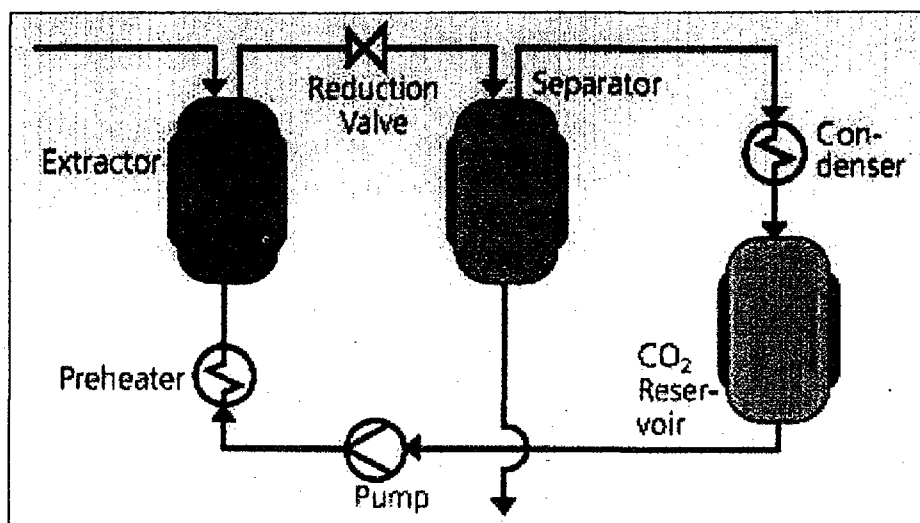 Reduction
Valve
Separator
Extractor
Con-
denser
Preheater
CO₂
Reser-
voir
Pump